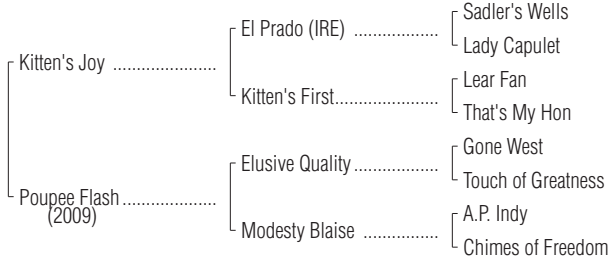 Sadler's Wells
El Prado (IRE) ...................
Lady Capulet
Kitten's Joy ......................
Lear Fan
Kitten's First.......................
That's My Hon
Gone West
Elusive Quality ..................
Touch of Greatness
Poupee Flash ....................
(2009)
A.P. Indy
Modesty Blaise ................
Chimes of Freedom